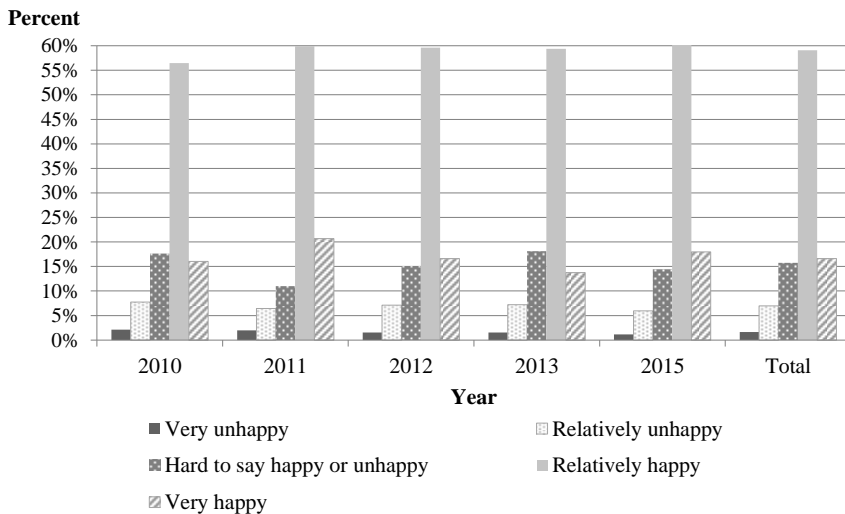 Percent
60%
55%
50%
45%
40%
35%
30%
25%
20%
15%
10%
5%
0%
2010 2011 2012 2013 2015 Total
Year
Very unhappy Relatively unhappy
Hard to say happy or unhappy Relatively happy
Very happy